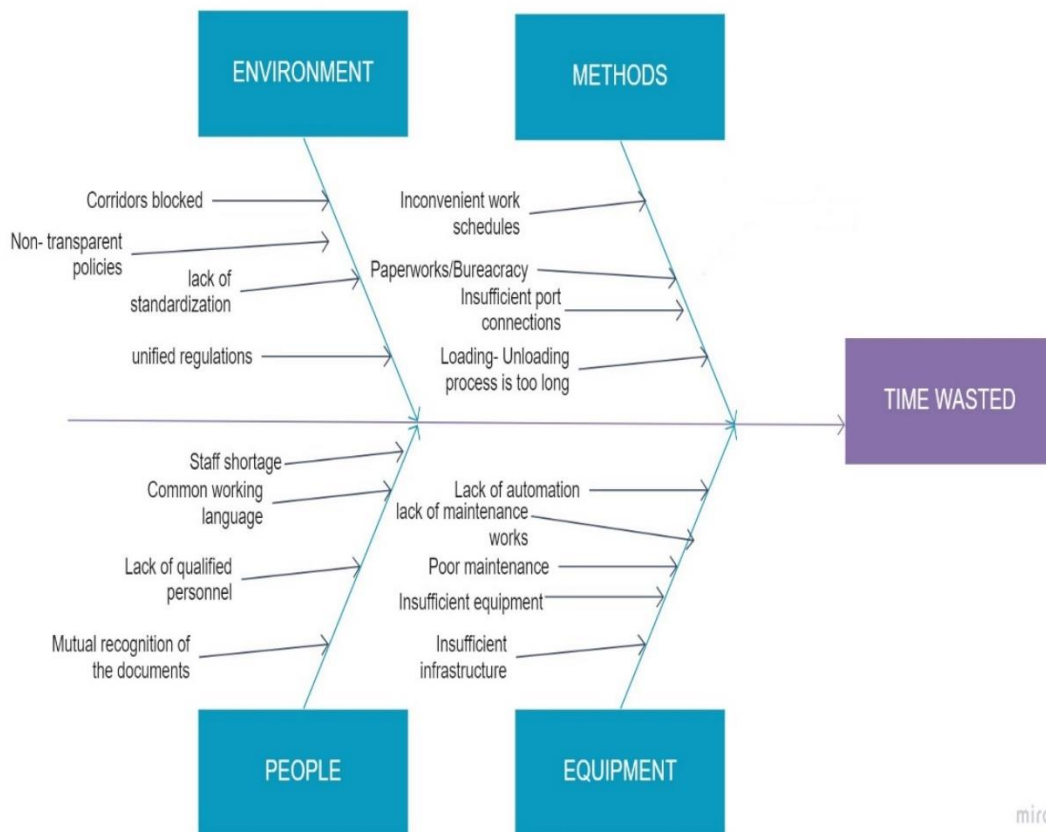 ENVIRONMENT
METHODS
Corridors blocked
Non- transparent
policies
lack of
standardization
unified regulations
Inconvenient work
schedules
Paperworks/Bureacracy
Insufficient port
connections
Loading- Unloading
process is too long
TIME WASTED
Staff shortage
Common working
language
Lack of qualified
personnel
Mutual recognition of
the documents
Lack of automation
lack of maintenance
works
Poor maintenance
Insufficient equipment
Insufficient
infrastructure
PEOPLE
EQUIPMENT